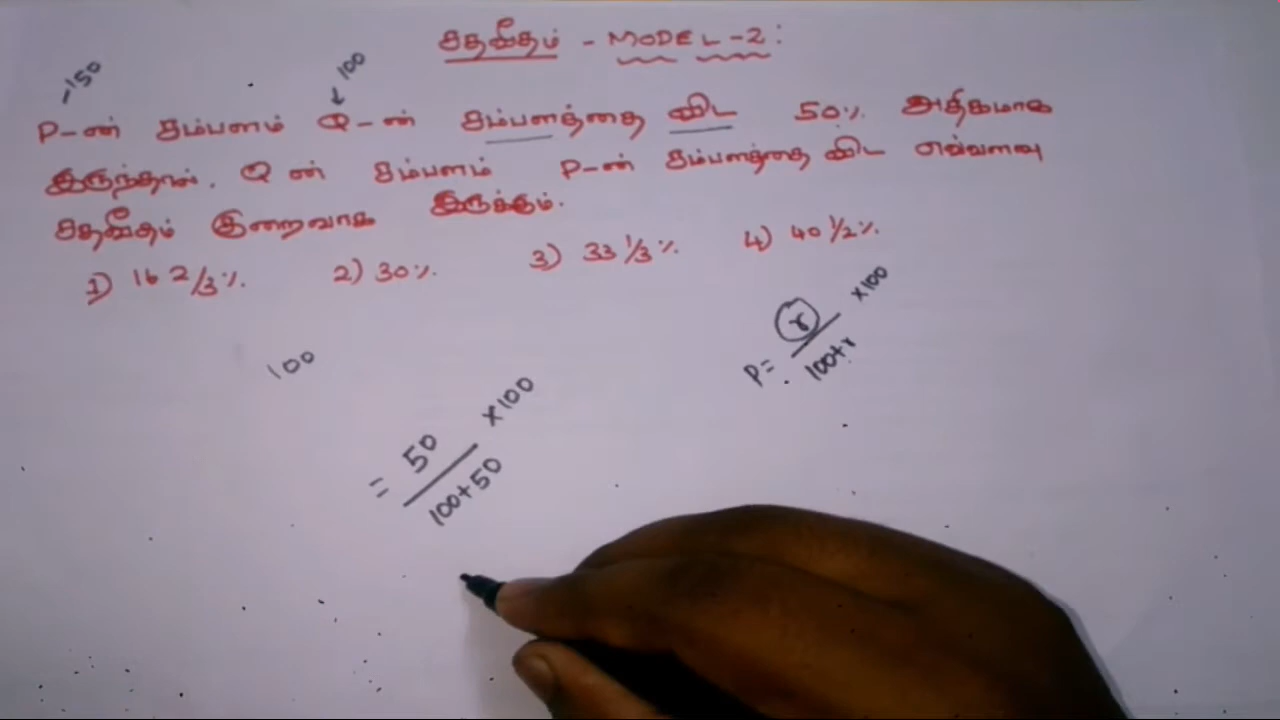 சதவீதம் - MODEL-2:
-150
100
P-ன் சம்பளம் Q-ன் சம்பளத்தை விட 50% அதிகமாக
இருந்தால். Q ன் சம்பளம் P-ன் சம்பளத்தை விட எவ்வளவு
சதவீதம் குறைவாக இருக்கும்.
1) 16 2/3% 2) 30% 3) 33 1/3% 4) 40 1/2%
P= r/100+r ×100
100
= 50/100+50 ×100